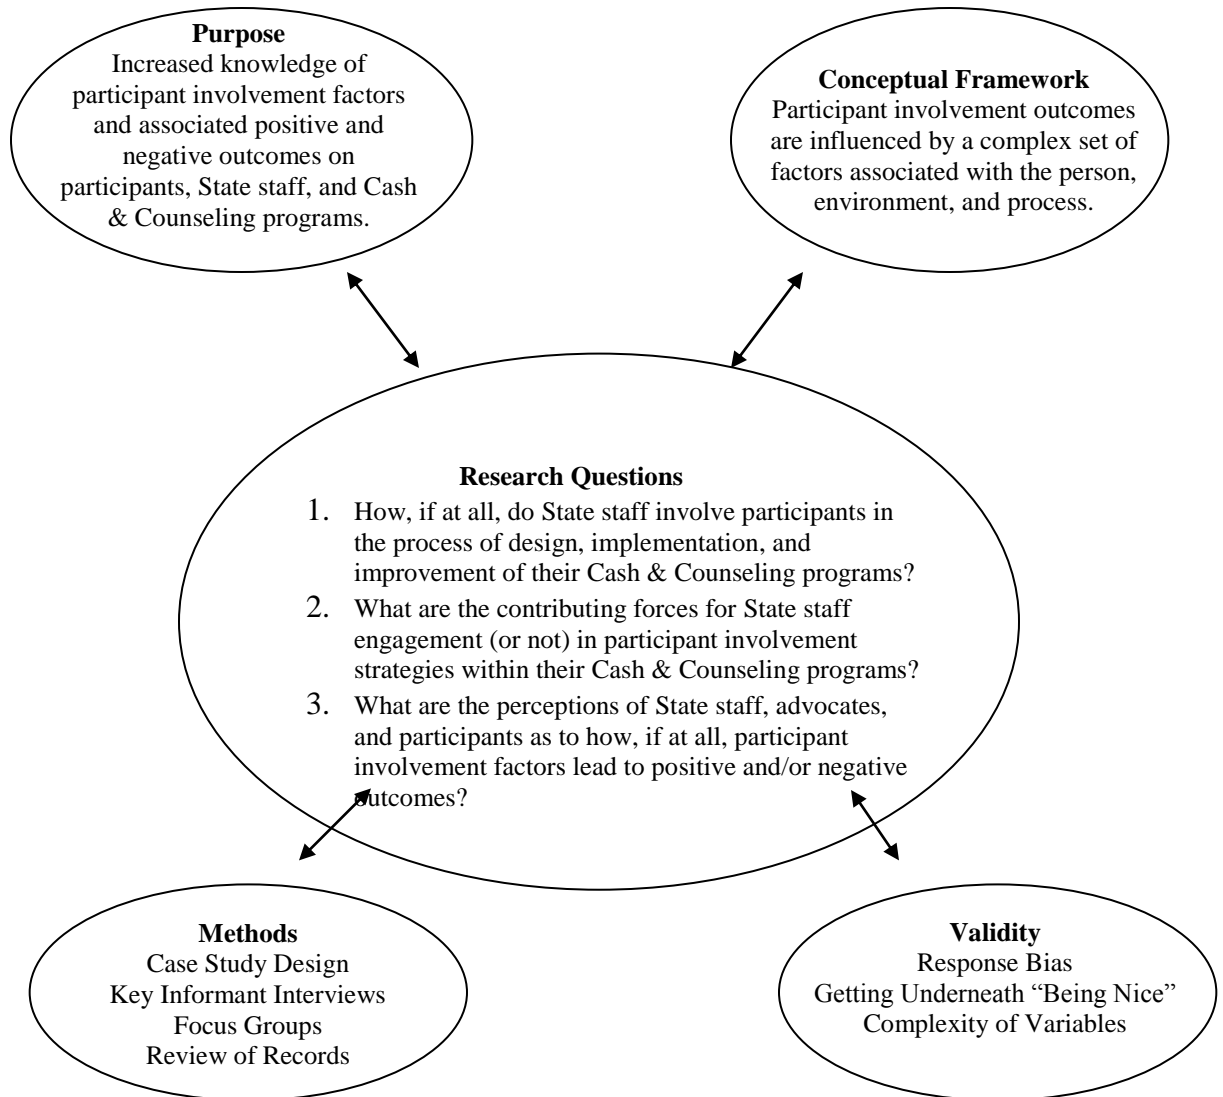 Purpose
Increased knowledge of
participant involvement factors
and associated positive and
negative outcomes on
participants, State staff, and Cash
& Counseling programs.
Conceptual Framework
Participant involvement outcomes
are influenced by a complex set of
factors associated with the person,
environment, and process.
Research Questions
1. How, if at all, do State staff involve participants in
the process of design, implementation, and
improvement of their Cash & Counseling programs?
2. What are the contributing forces for State staff
engagement (or not) in participant involvement
strategies within their Cash & Counseling programs?
3. What are the perceptions of State staff, advocates,
and participants as to how, if at all, participant
involvement factors lead to positive and/or negative
outcomes?
Methods
Case Study Design
Key Informant Interviews
Focus Groups
Review of Records
Validity
Response Bias
Getting Underneath “Being Nice”
Complexity of Variables